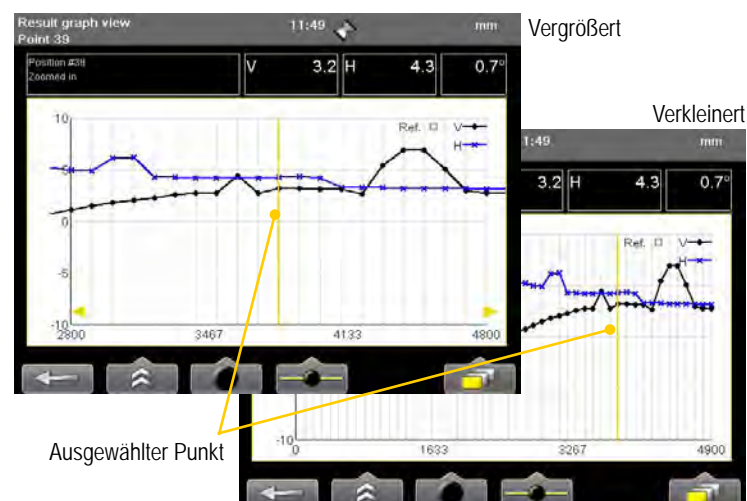 Result graph view 11:49 mm
Point 39
Vergrößert
Position #39
Zoomed in
V 3.2 H 4.3 0.7°
Verkleinert
1:49 mm
3.2 H 4.3 0.7°
10
5
0
-5
-10
Ref. V
H
2800 3467 4133 4800
Ref. V
H
Ausgewählter Punkt
-10
0 1633 3267 4900